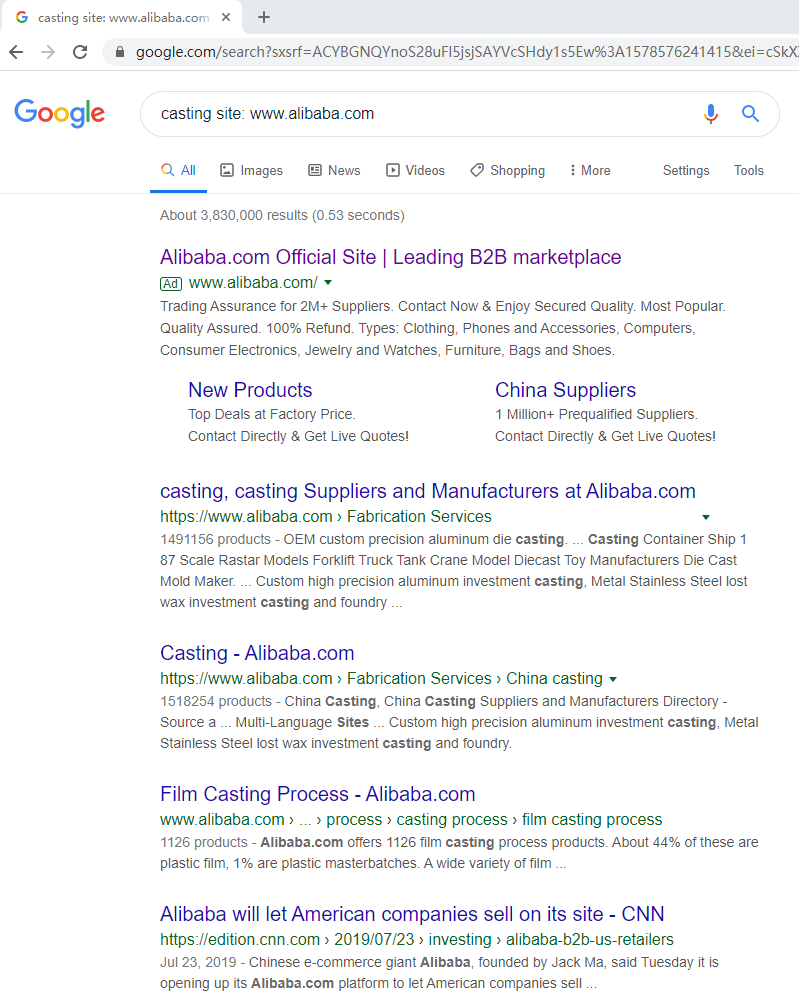 casting site: www.alibaba.com
google.com/search?sxsrf=ACYBGNQYnoS28uFI5jsjSAYVcSHdy1s5Ew%3A1578576241415&ei=cSkX
Google
casting site: www.alibaba.com
All Images News Videos Shopping More Settings Tools
About 3,830,000 results (0.53 seconds)
Alibaba.com Official Site | Leading B2B marketplace
Ad www.alibaba.com/
Trading Assurance for 2M+ Suppliers. Contact Now & Enjoy Secured Quality. Most Popular.
Quality Assured. 100% Refund. Types: Clothing, Phones and Accessories, Computers,
Consumer Electronics, Jewelry and Watches, Furniture, Bags and Shoes.
New Products
Top Deals at Factory Price.
Contact Directly & Get Live Quotes!
China Suppliers
1 Million+ Prequalified Suppliers.
Contact Directly & Get Live Quotes!
casting, casting Suppliers and Manufacturers at Alibaba.com
https://www.alibaba.com › Fabrication Services
1491156 products - OEM custom precision aluminum die casting. ... Casting Container Ship 1
87 Scale Rastar Models Forklift Truck Tank Crane Model Diecast Toy Manufacturers Die Cast
Mold Maker. ... Custom high precision aluminum investment casting, Metal Stainless Steel lost
wax investment casting and foundry ...
Casting - Alibaba.com
https://www.alibaba.com › Fabrication Services › China casting
1518254 products - China Casting, China Casting Suppliers and Manufacturers Directory -
Source a ... Multi-Language Sites ... Custom high precision aluminum investment casting, Metal
Stainless Steel lost wax investment casting and foundry.
Film Casting Process - Alibaba.com
www.alibaba.com › ... › process › casting process › film casting process
1126 products - Alibaba.com offers 1126 film casting process products. About 44% of these are
plastic film, 1% are plastic masterbatches. A wide variety of film ...
Alibaba will let American companies sell on its site - CNN
https://edition.cnn.com › 2019/07/23 › investing › alibaba-b2b-us-retailers
Jul 23, 2019 - Chinese e-commerce giant Alibaba, founded by Jack Ma, said Tuesday it is
opening up its Alibaba.com platform to let American companies sell ...